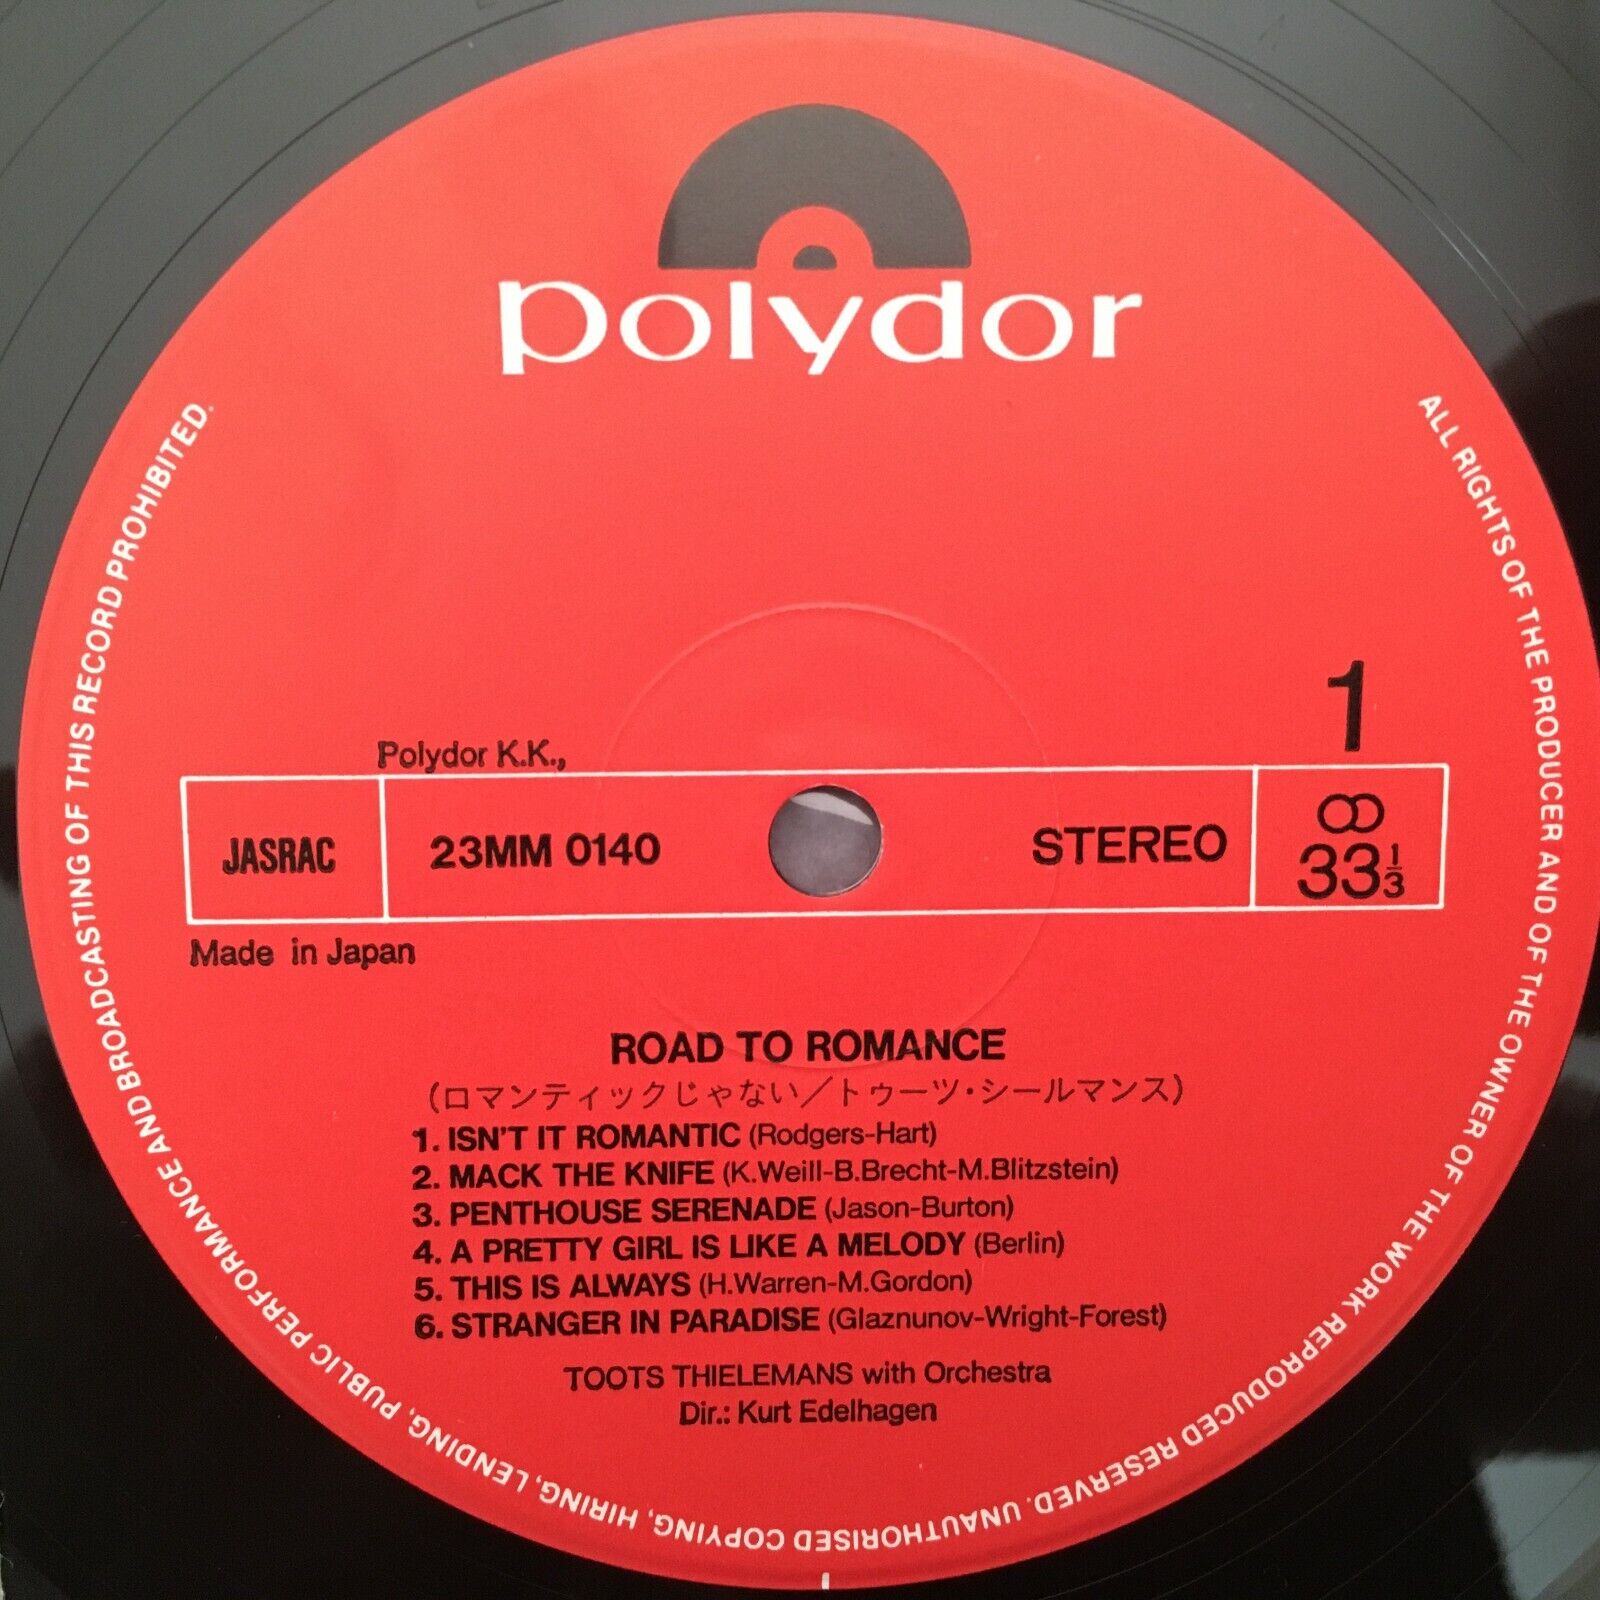 polydor
1
Polydor K.K.,
JASRAC
23MM 0140
STEREO
33⅓
Made in Japan
ROAD TO ROMANCE
(ロマンティックじゃない/トゥーツ・シールマンス)
1. ISN'T IT ROMANTIC (Rodgers-Hart)
2. MACK THE KNIFE (K.Weill-B.Brecht-M.Blitzstein)
3. PENTHOUSE SERENADE (Jason-Burton)
4. A PRETTY GIRL IS LIKE A MELODY (Berlin)
5. THIS IS ALWAYS (H.Warren-M.Gordon)
6. STRANGER IN PARADISE (Glaznunov-Wright-Forest)
TOOTS THIELEMANS with Orchestra
Dir.: Kurt Edelhagen
ALL RIGHTS OF THE PRODUCER AND OF THE OWNER OF THE WORK REPRODUCED RESERVED. UNAUTHORISED COPYING, HIRING, LENDING, PUBLIC PERFORMANCE AND BROADCASTING OF THIS RECORD PROHIBITED.